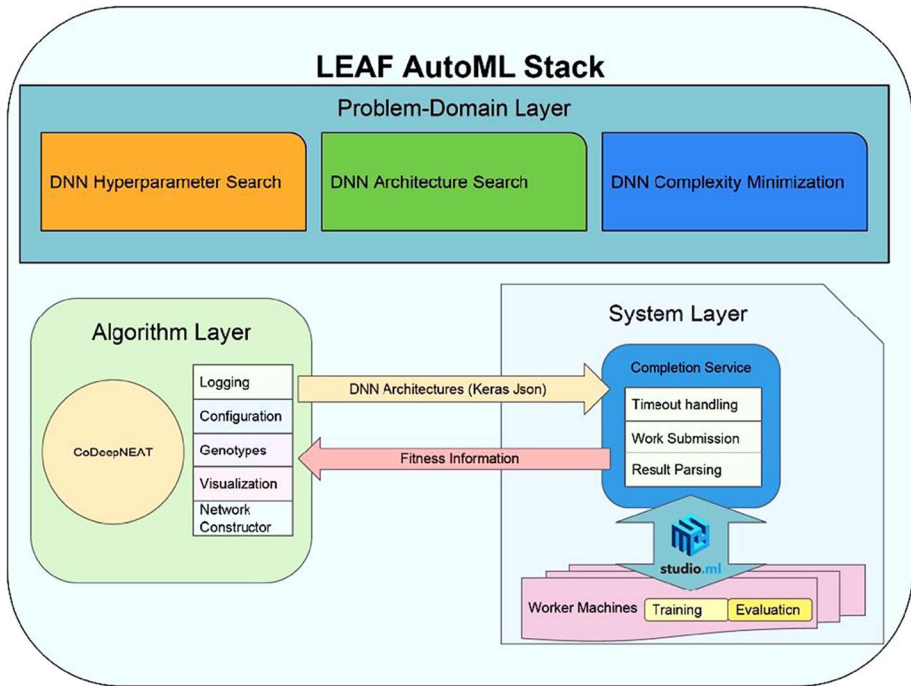 LEAF AutoML Stack
Problem-Domain Layer
DNN Hyperparameter Search
DNN Architecture Search
DNN Complexity Minimization
Algorithm Layer
CoDeepNEAT
Logging
Configuration
Genotypes
Visualization
Network
Constructor
DNN Architectures (Keras Json)
Fitness Information
System Layer
Completion Service
Timeout handling
Work Submission
Result Parsing
studio.ml
Worker Machines
Training
Evaluation